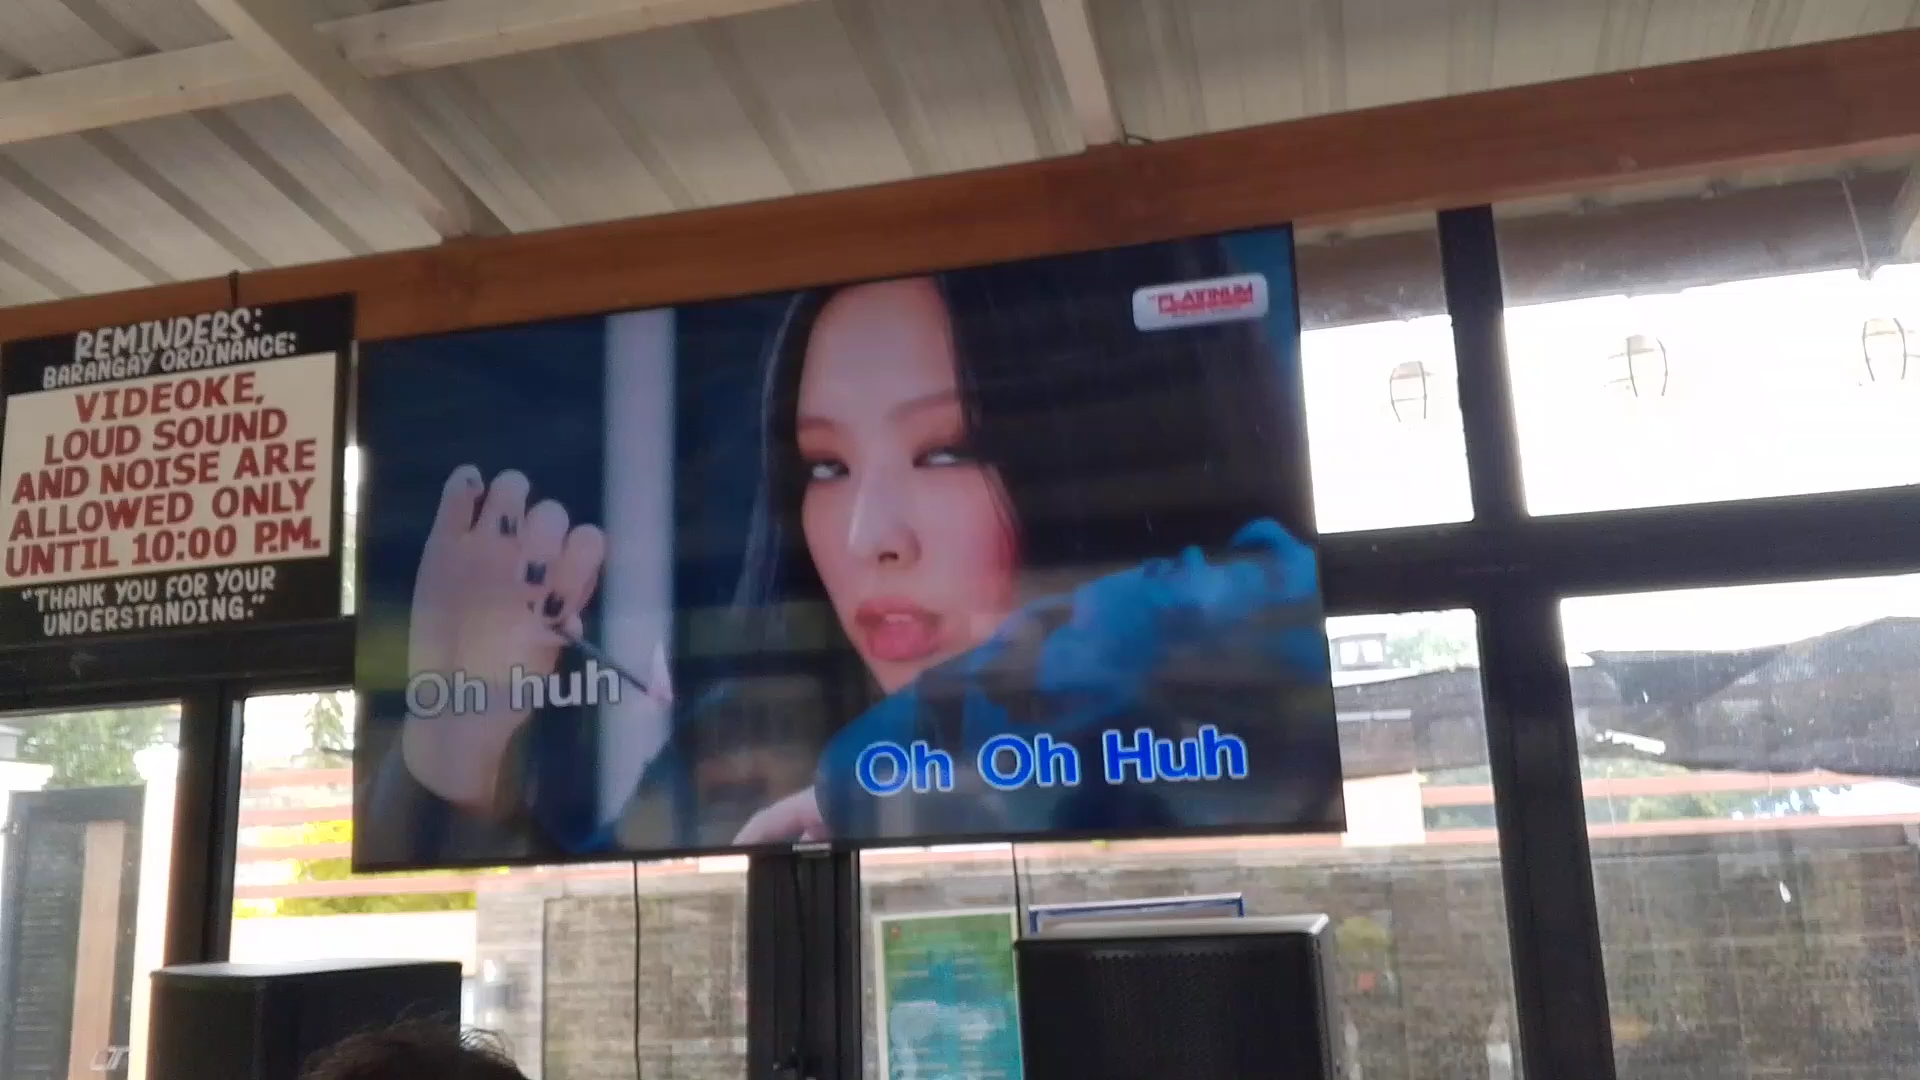 REMINDERS:
BARANGAY ORDINANCE:
VIDEOKE,
LOUD SOUND
AND NOISE ARE
ALLOWED ONLY
UNTIL 10:00 P.M.
"THANK YOU FOR YOUR
UNDERSTANDING."
PLATINUM
Oh huh
Oh Oh Huh